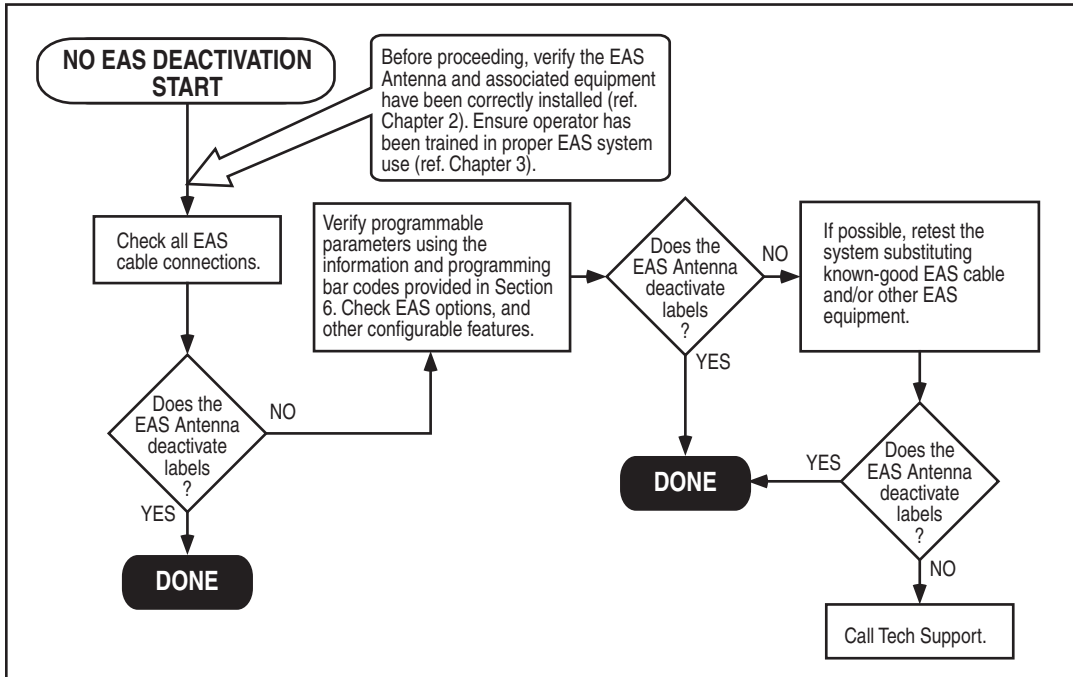 NO EAS DEACTIVATION
START
Before proceeding, verify the EAS
Antenna and associated equipment
have been correctly installed (ref.
Chapter 2). Ensure operator has
been trained in proper EAS system
use (ref. Chapter 3).
Check all EAS
cable connections.
Does the
EAS Antenna
deactivate
labels
?
NO
YES
DONE
Verify programmable
parameters using the
information and programming
bar codes provided in Section
6. Check EAS options, and
other configurable features.
Does the
EAS Antenna
deactivate
labels
?
NO
YES
DONE
If possible, retest the
system substituting
known-good EAS cable
and/or other EAS
equipment.
Does the
EAS Antenna
deactivate
labels
?
YES
NO
Call Tech Support.